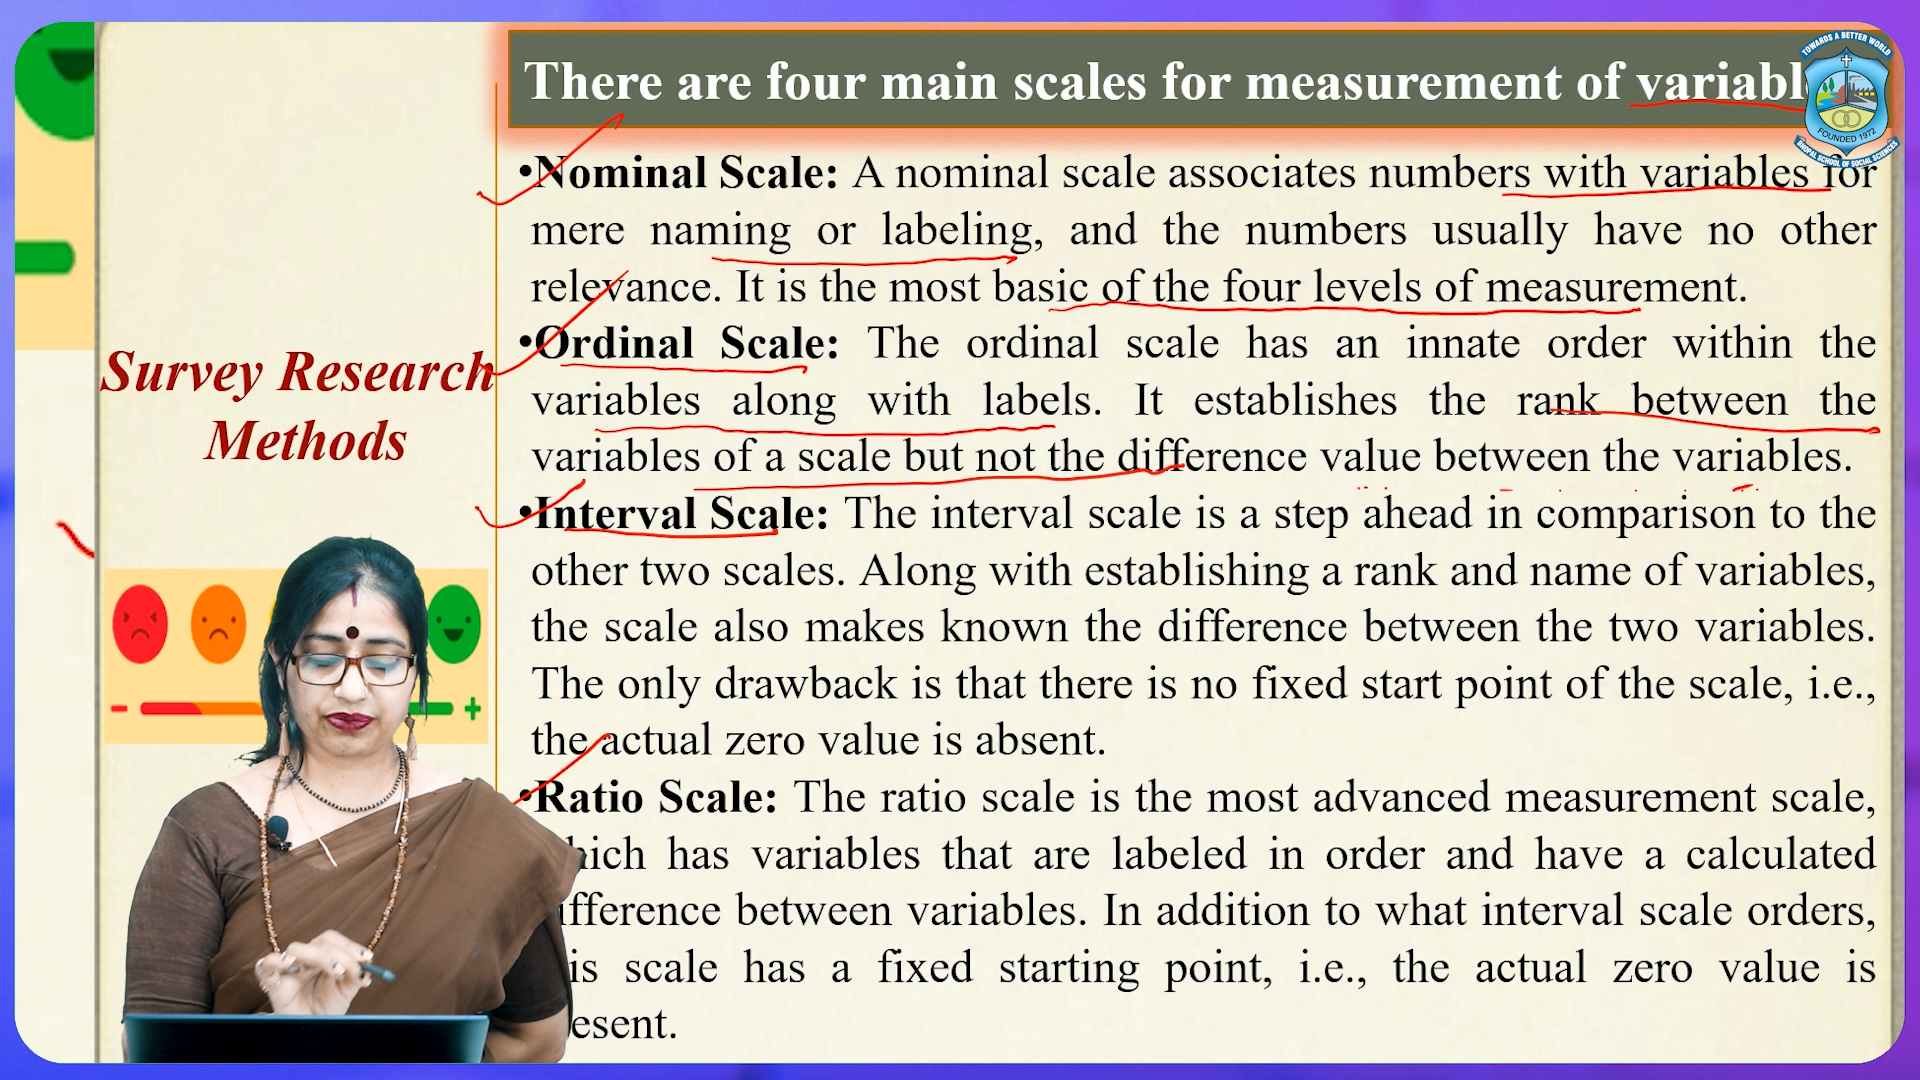 There are four main scales for measurement of
TOWARDS A BETTER WORLD
FOUNDED 1972
BHOPAL SCHOOL OF SOCIAL SCIENCES
•Nominal Scale: A nominal scale associates numbers with variables for
mere naming or labeling, and the numbers usually have no other
relevance. It is the most basic of the four levels of measurement.
•Ordinal Scale: The ordinal scale has an innate order within the
variables along with labels. It establishes the rank between the
variables of a scale but not the difference value between the variables.
•Interval Scale: The interval scale is a step ahead in comparison to the
other two scales. Along with establishing a rank and name of variables,
the scale also makes known the difference between the two variables.
The only drawback is that there is no fixed start point of the scale, i.e.,
the actual zero value is absent.
•Ratio Scale: The ratio scale is the most advanced measurement scale,
has variables that are labeled in order and have a calculated
between variables. In addition to what interval scale orders,
scale has a fixed starting point, i.e., the actual zero value is
Survey Research
Methods
- +